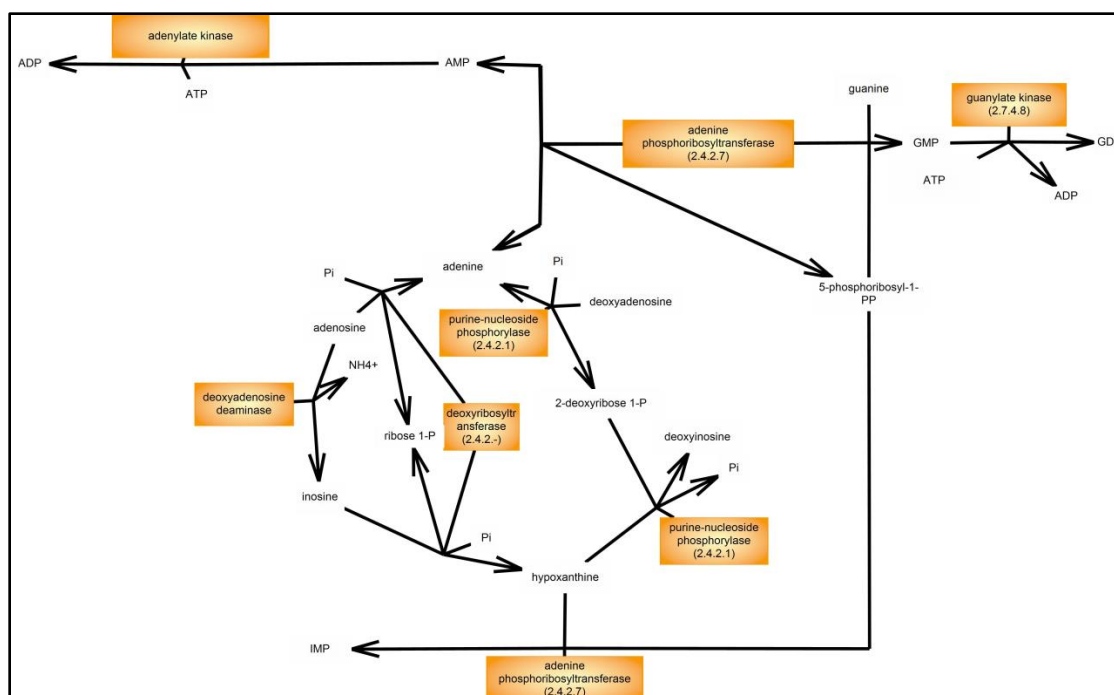 adenylate kinase
ADP
AMP
ATP
guanine
guanylate kinase
(2.7.4.8)
adenine
phosphoribosyltransferase
(2.4.2.7)
GMP
GD
ATP
ADP
Pi
adenine
Pi
5-phosphoribosyl-1-
PP
deoxyadenosine
purine-nucleoside
phosphorylase
(2.4.2.1)
adenosine
NH4+
deoxyadenosine
deaminase
2-deoxyribose 1-P
deoxyribosyltr
ansferase
(2.4.2.-)
ribose 1-P
deoxyinosine
Pi
inosine
purine-nucleoside
phosphorylase
(2.4.2.1)
Pi
hypoxanthine
IMP
adenine
phosphoribosyltransferase
(2.4.2.7)